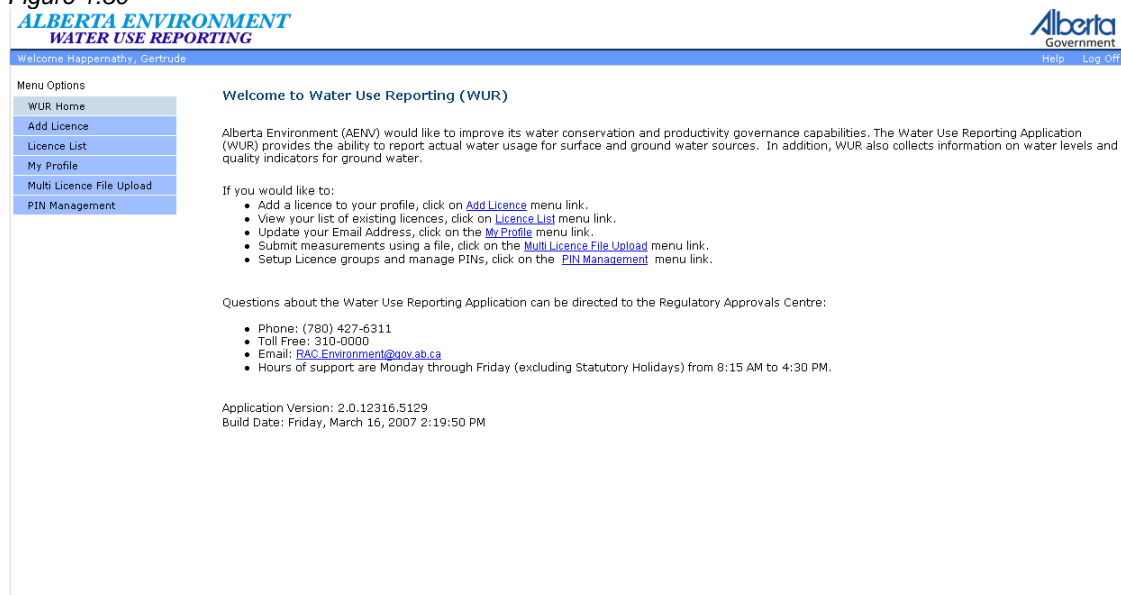 ALBERTA ENVIRONMENT
WATER USE REPORTING
Alberta
Government
Welcome Happernathy, Gertrude
Help Log Off
Menu Options
WUR Home
Add Licence
Licence List
My Profile
Multi Licence File Upload
PIN Management
Welcome to Water Use Reporting (WUR)
Alberta Environment (AENV) would like to improve its water conservation and productivity governance capabilities. The Water Use Reporting Application
(WUR) provides the ability to report actual water usage for surface and ground water sources. In addition, WUR also collects information on water levels and
quality indicators for ground water.
If you would like to:
• Add a licence to your profile, click on Add Licence menu link.
• View your list of existing licences, click on Licence List menu link.
• Update your Email Address, click on the My Profile menu link.
• Submit measurements using a file, click on the Multi Licence File Upload menu link.
• Setup Licence groups and manage PINs, click on the PIN Management menu link.
Questions about the Water Use Reporting Application can be directed to the Regulatory Approvals Centre:
• Phone: (780) 427-6311
• Toll Free: 310-0000
• Email: RAC.Environment@gov.ab.ca
• Hours of support are Monday through Friday (excluding Statutory Holidays) from 8:15 AM to 4:30 PM.
Application Version: 2.0.12316.5129
Build Date: Friday, March 16, 2007 2:19:50 PM